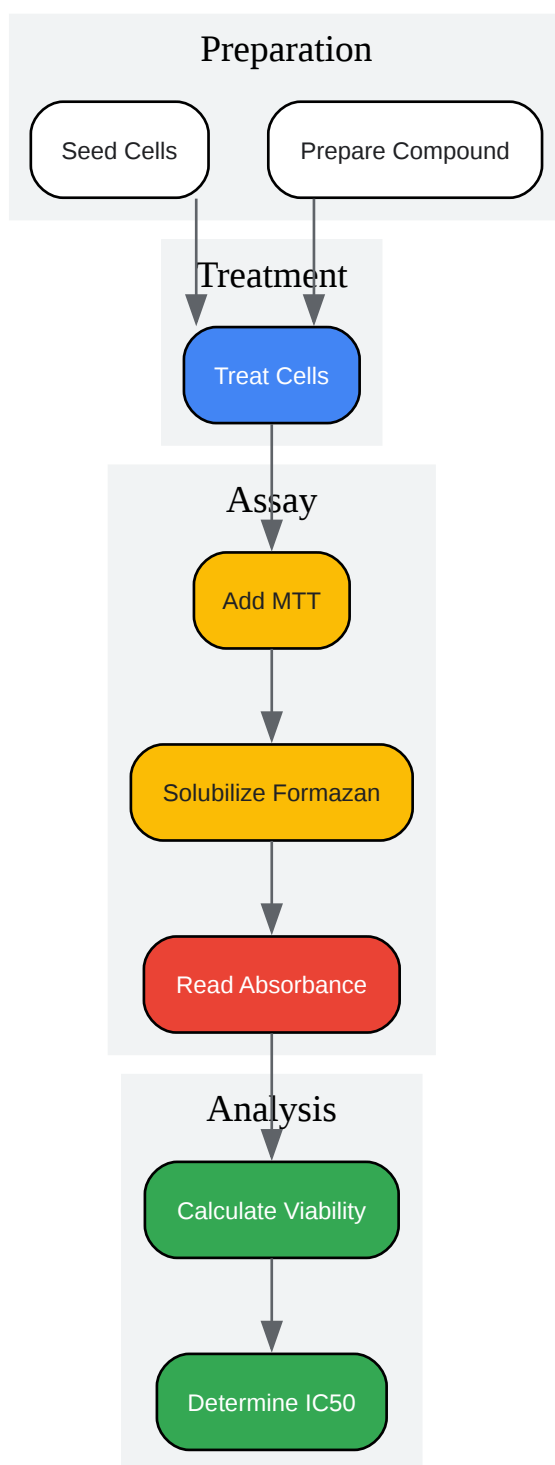 Preparation
Seed Cells
Prepare Compound
Treatment
Treat Cells
Assay
Add MTT
Solubilize Formazan
Read Absorbance
Analysis
Calculate Viability
Determine IC50